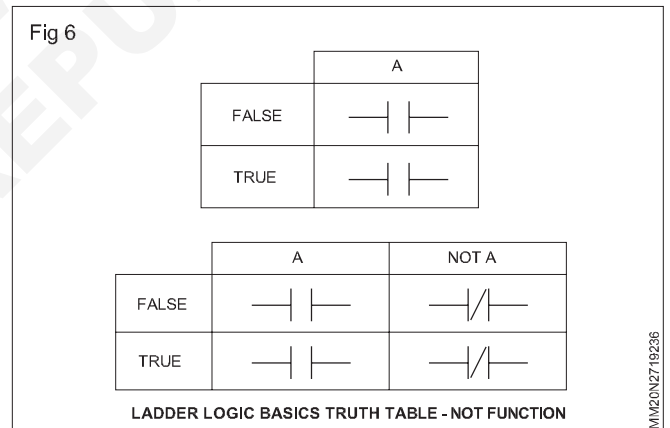 Fig 6
A
FALSE
TRUE
A NOT A
FALSE
TRUE
LADDER LOGIC BASICS TRUTH TABLE - NOT FUNCTION
MM20N2719236